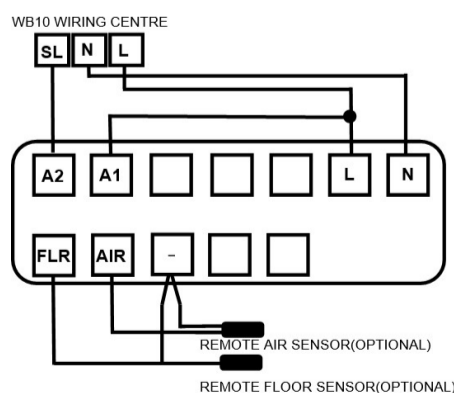 WB10 WIRING CENTRE
SL N L
A2 A1 L N
FLR AIR -
REMOTE AIR SENSOR(OPTIONAL)
REMOTE FLOOR SENSOR(OPTIONAL)